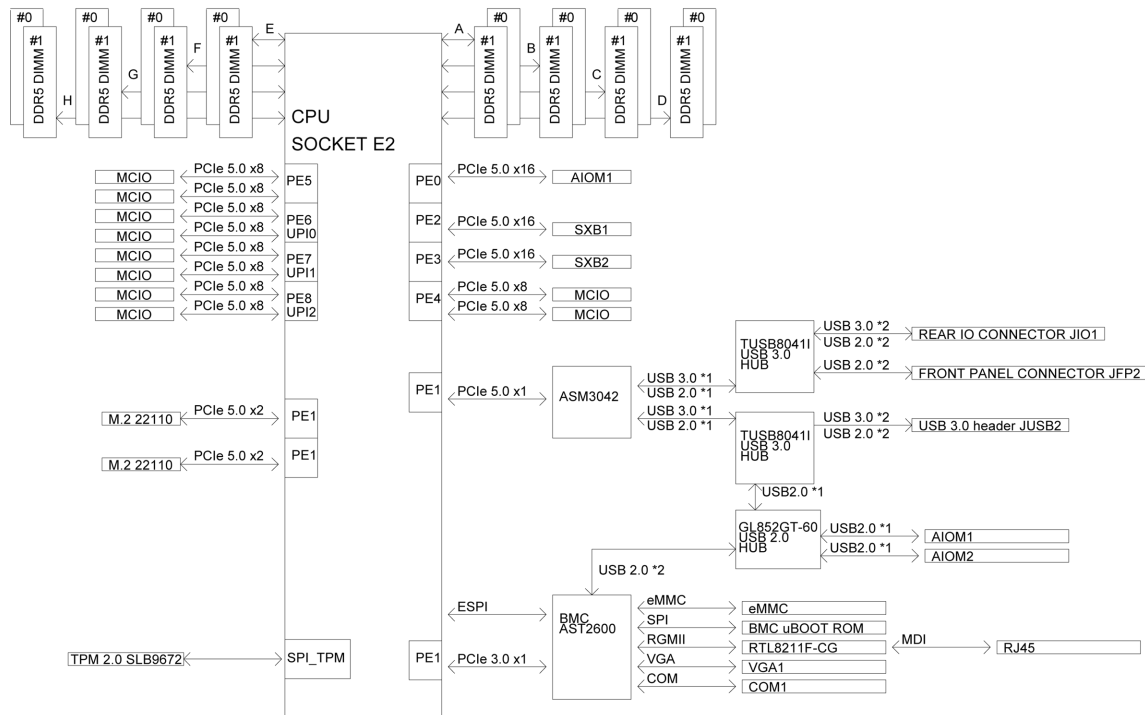 #0 #0 #0 #0 #0 #0 #0 #0
#1 DDR5 DIMM
#1 DDR5 DIMM
#1 DDR5 DIMM
#1 DDR5 DIMM
E
F
G
H
A
B
C
D
#1 DDR5 DIMM
#1 DDR5 DIMM
#1 DDR5 DIMM
#1 DDR5 DIMM
CPU
SOCKET E2
MCIO
PCIe 5.0 x8
PE5
MCIO
PCIe 5.0 x8
MCIO
PCIe 5.0 x8
PE6
MCIO
PCIe 5.0 x8
UPI0
MCIO
PCIe 5.0 x8
PE7
MCIO
PCIe 5.0 x8
UPI1
MCIO
PCIe 5.0 x8
PE8
MCIO
PCIe 5.0 x8
UPI2
PE0
PCIe 5.0 x16
AIOM1
PE2
PCIe 5.0 x16
SXB1
PE3
PCIe 5.0 x16
SXB2
PE4
PCIe 5.0 x8
MCIO
PCIe 5.0 x8
MCIO
M.2 22110
PCIe 5.0 x2
PE1
M.2 22110
PCIe 5.0 x2
PE1
PE1
PCIe 5.0 x1
ASM3042
USB 3.0 *1
USB 2.0 *1
USB 3.0 *1
USB 2.0 *1
TUSB8041I
USB 3.0
HUB
USB 3.0 *2
USB 2.0 *2
REAR IO CONNECTOR JIO1
USB 2.0 *2
FRONT PANEL CONNECTOR JFP2
TUSB8041I
USB 3.0
HUB
USB 3.0 *2
USB 2.0 *2
USB 3.0 header JUSB2
USB2.0 *1
GL852GT-60
USB 2.0
HUB
USB2.0 *1
AIOM1
USB2.0 *1
AIOM2
USB 2.0 *2
TPM 2.0 SLB9672
SPI_TPM
ESPI
PE1
PCIe 3.0 x1
BMC
AST2600
eMMC
eMMC
SPI
BMC uBOOT ROM
RGMII
RTL8211F-CG
MDI
RJ45
VGA
VGA1
COM
COM1